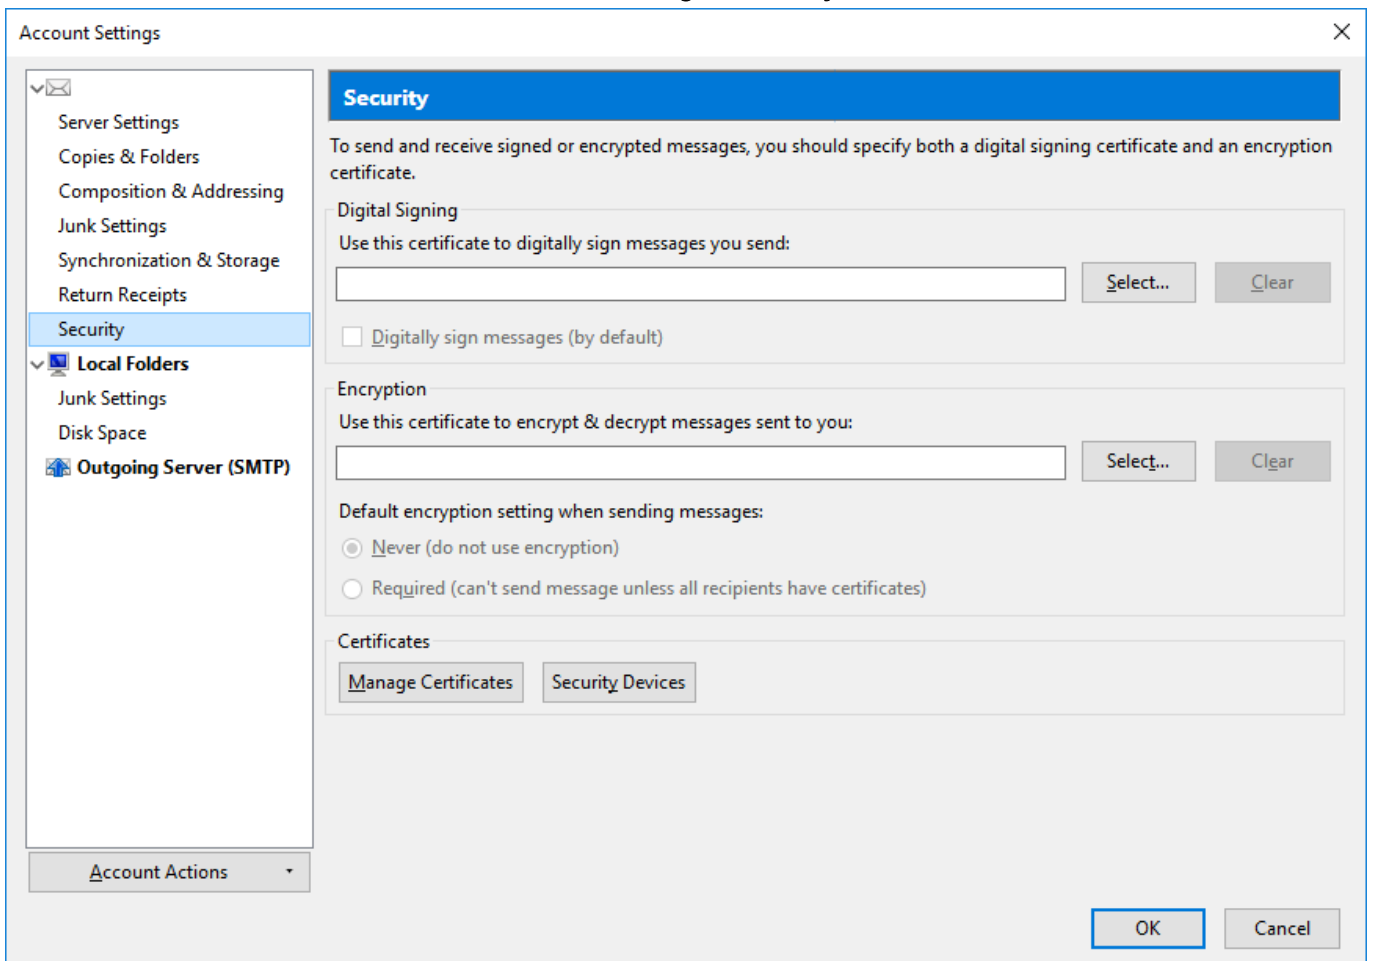 Account Settings
Server Settings
Copies & Folders
Composition & Addressing
Junk Settings
Synchronization & Storage
Return Receipts
Security
Local Folders
Junk Settings
Disk Space
Outgoing Server (SMTP)
Account Actions
Security
To send and receive signed or encrypted messages, you should specify both a digital signing certificate and an encryption
certificate.
Digital Signing
Use this certificate to digitally sign messages you send:
Select... Clear
Digitally sign messages (by default)
Encryption
Use this certificate to encrypt & decrypt messages sent to you:
Select... Clear
Default encryption setting when sending messages:
Never (do not use encryption)
Required (can't send message unless all recipients have certificates)
Certificates
Manage Certificates Security Devices
OK Cancel